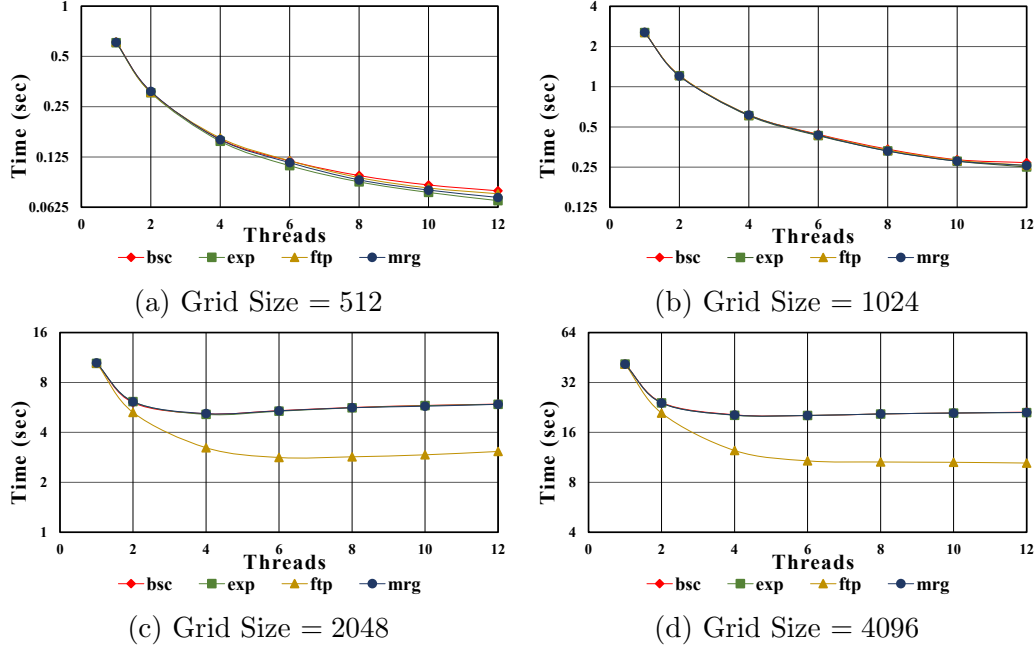 1
0.5
0.25
0.125
0.0625
Time (sec)
0 2 4 6 8 10 12
Threads
bsc exp ftp mrg
(a) Grid Size = 512
4
2
1
0.5
0.25
0.125
Time (sec)
0 2 4 6 8 10 12
Threads
bsc exp ftp mrg
(b) Grid Size = 1024
16
8
4
2
1
Time (sec)
0 2 4 6 8 10 12
Threads
bsc exp ftp mrg
(c) Grid Size = 2048
64
32
16
8
4
Time (sec)
0 2 4 6 8 10 12
Threads
bsc exp ftp mrg
(d) Grid Size = 4096